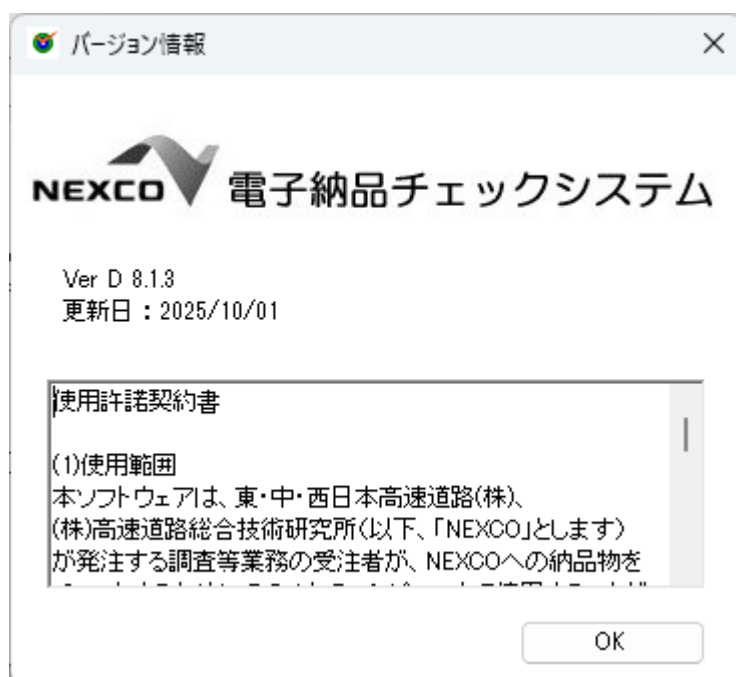 バージョン情報
NEXCO 電子納品チェックシステム
Ver D 8.1.3
更新日：2025/10/01
使用許諾契約書
(1)使用範囲
本ソフトウェアは、東・中・西日本高速道路(株)、
(株)高速道路総合技術研究所(以下、「NEXCO」とします)
が発注する調査等業務の受注者が、NEXCOへの納品物を
OK